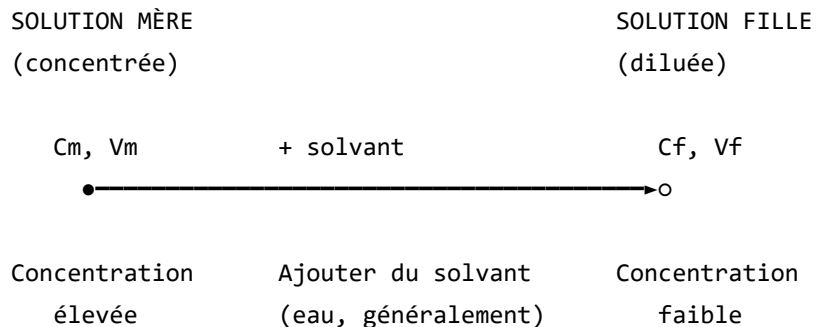 SOLUTION MÈRE SOLUTION FILLE
(concentrée) (diluée)
Cm, Vm + solvant Cf, Vf
Concentration Ajouter du solvant Concentration
élevée (eau, généralement) faible